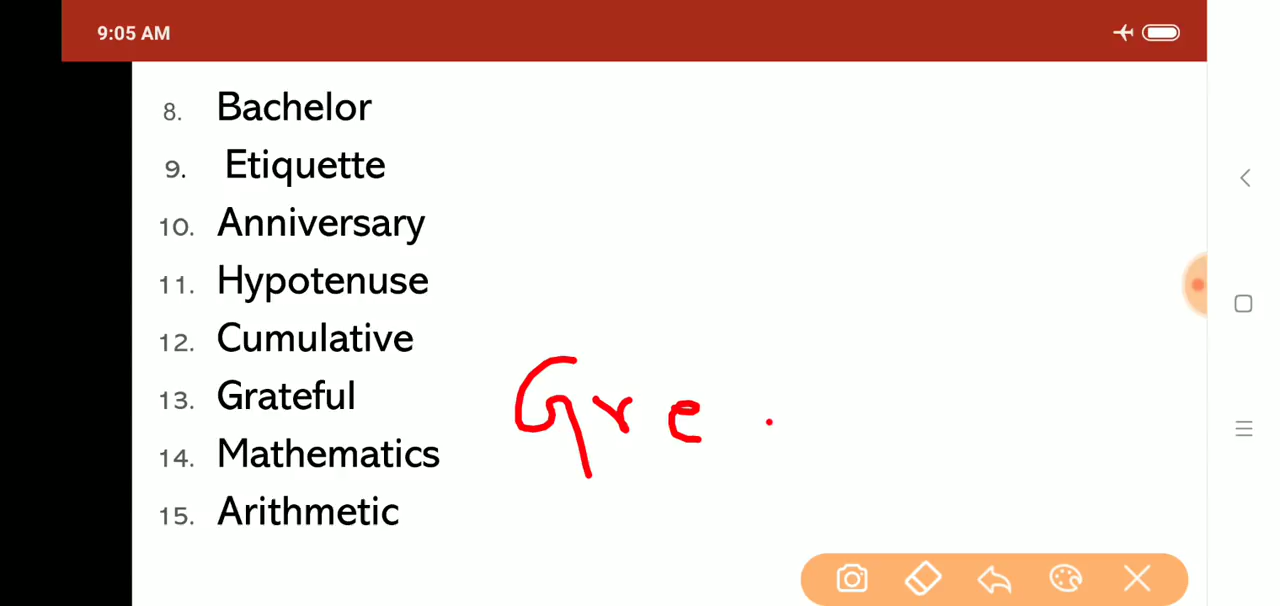 9:05 AM
8. Bachelor
9. Etiquette
10. Anniversary
11. Hypotenuse
12. Cumulative
13. Grateful
Gre
14. Mathematics
15. Arithmetic